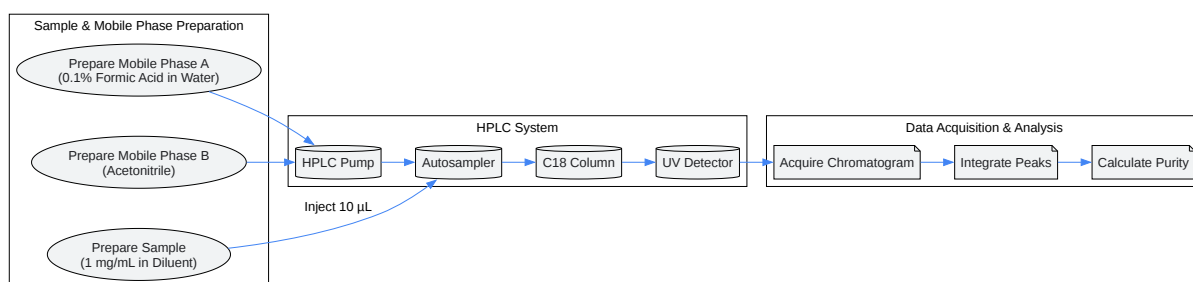 Sample & Mobile Phase Preparation
Prepare Mobile Phase A
(0.1% Formic Acid in Water)
Prepare Mobile Phase B
(Acetonitrile)
Prepare Sample
(1 mg/mL in Diluent)
Inject 10 µL
HPLC System
HPLC Pump
Autosampler
C18 Column
UV Detector
Data Acquisition & Analysis
Acquire Chromatogram
Integrate Peaks
Calculate Purity